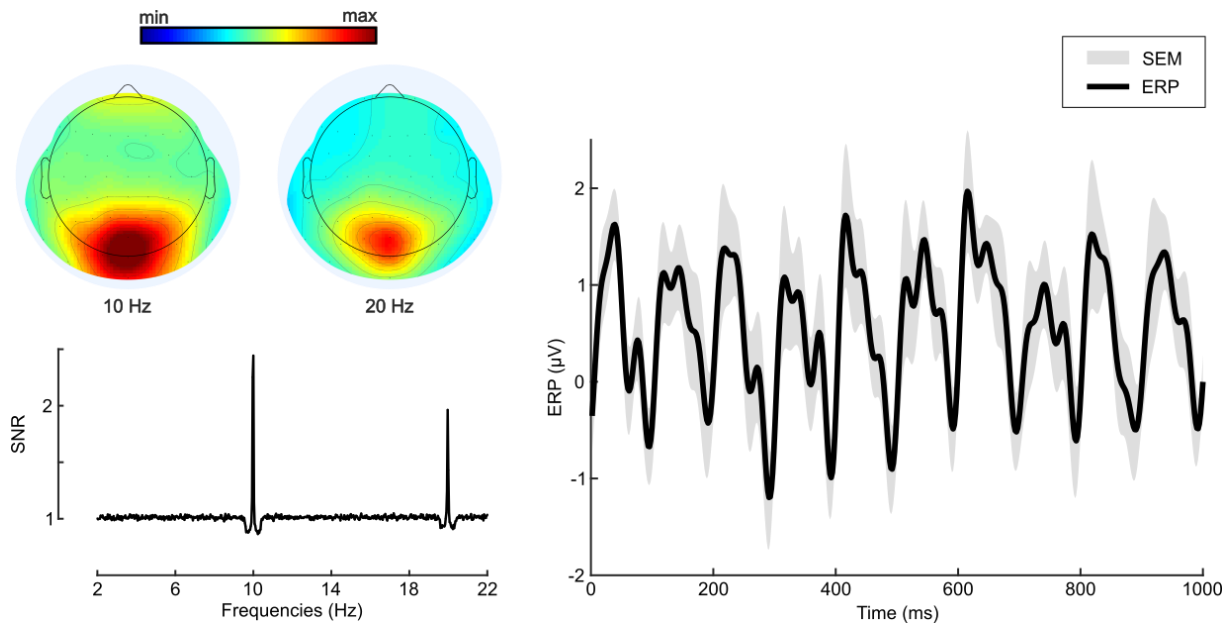 min max
10 Hz 20 Hz
SNR
2
1
2 6 10 14 18 22
Frequencies (Hz)
SEM
ERP
ERP (μV)
2
1
0
-1
-2
0 200 400 600 800 1000
Time (ms)